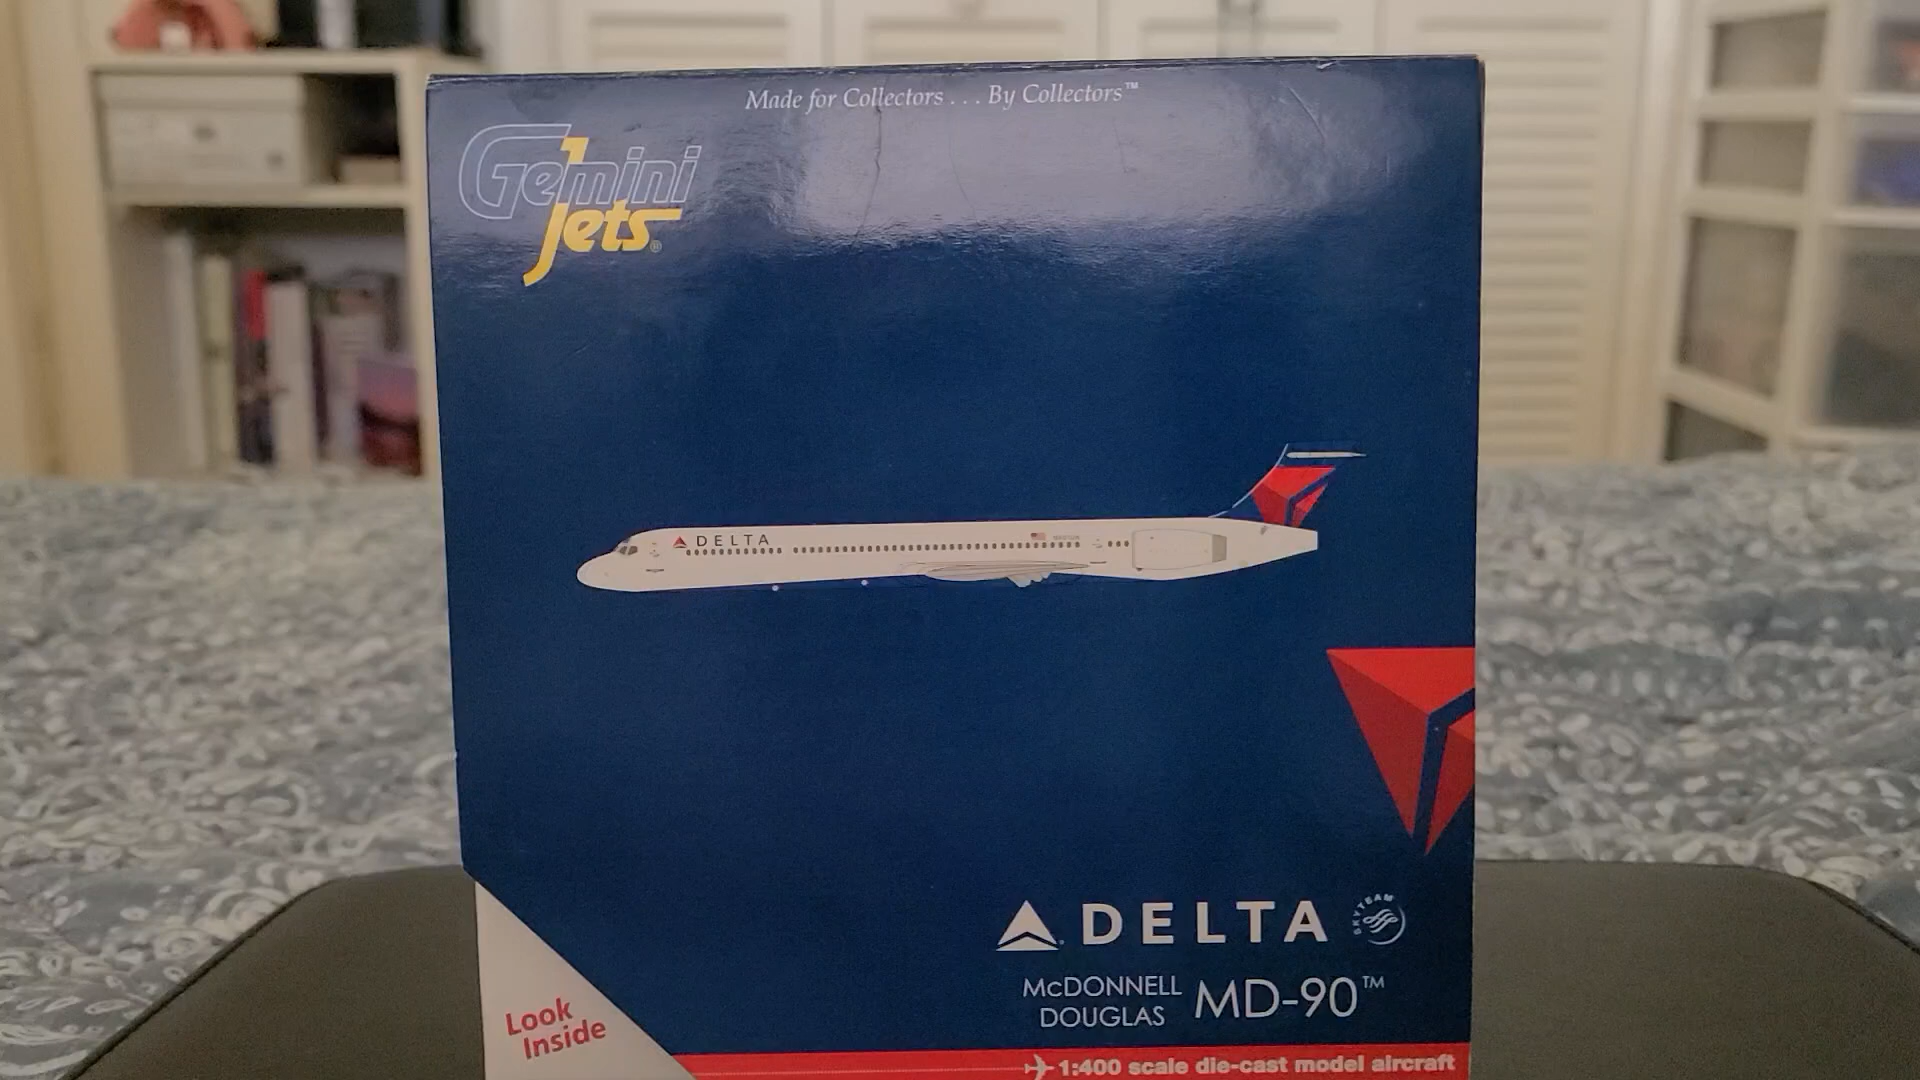 Made for Collectors . . . By Collectors™
Gemini
Jets®
DELTA
DELTA
SKYTEAM
McDONNELL
DOUGLAS
MD-90™
Look
Inside
1:400 scale die-cast model aircraft